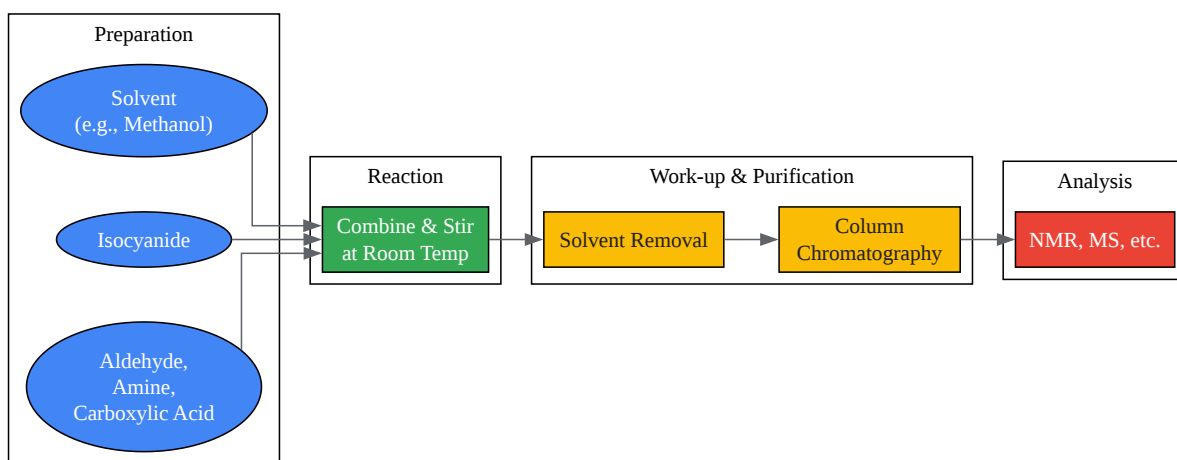 Preparation
Solvent
(e.g., Methanol)
Isocyanide
Aldehyde,
Amine,
Carboxylic Acid
Reaction
Combine & Stir
at Room Temp
Work-up & Purification
Solvent Removal
Column
Chromatography
Analysis
NMR, MS, etc.